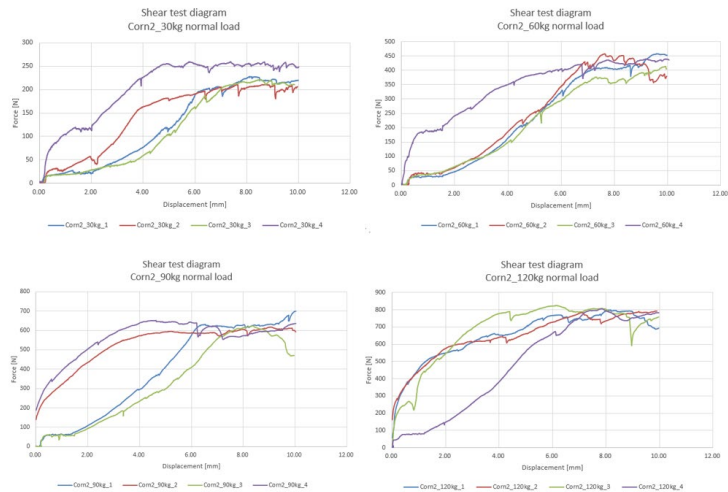 Shear test diagram
Corn2_30kg normal load
300
250
200
150
100
50
0
Force [N]
0.00 2.00 4.00 6.00 8.00 10.00 12.00
Displacement [mm]
Corn2_30kg_1 Corn2_30kg_2 Corn2_30kg_3 Corn2_30kg_4
Shear test diagram
Corn2_60kg normal load
500
450
400
350
300
250
200
150
100
50
0
Force [N]
0.00 2.00 4.00 6.00 8.00 10.00 12.00
Displacement [mm]
Corn2_60kg_1 Corn2_60kg_2 Corn2_60kg_3 Corn2_60kg_4
Shear test diagram
Corn2_90kg normal load
800
700
600
500
400
300
200
100
0
Force [N]
0.00 2.00 4.00 6.00 8.00 10.00 12.00
Displacement [mm]
Corn2_90kg_1 Corn2_90kg_2 Corn2_90kg_3 Corn2_90kg_4
Shear test diagram
Corn2_120kg normal load
900
800
700
600
500
400
300
200
100
0
Force [N]
0.00 2.00 4.00 6.00 8.00 10.00 12.00
Displacement [mm]
Corn2_120kg_1 Corn2_120kg_2 Corn2_120kg_3 Corn2_120kg_4